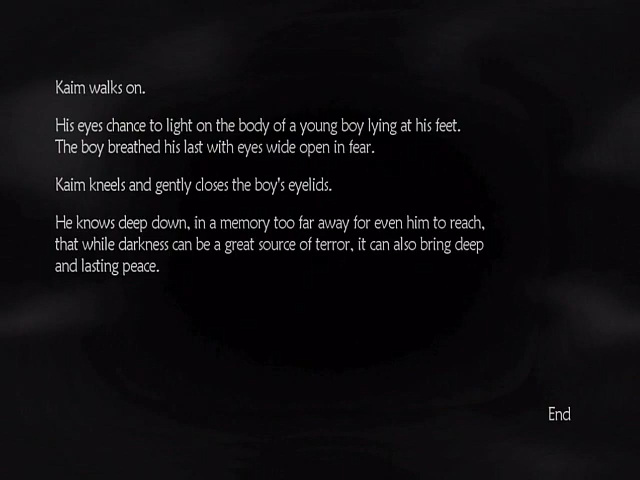 Kaim walks on.
His eyes chance to light on the body of a young boy lying at his feet.
The boy breathed his last with eyes wide open in fear.
Kaim kneels and gently closes the boy's eyelids.
He knows deep down, in a memory too far away for even him to reach,
that while darkness can be a great source of terror, it can also bring deep
and lasting peace.
End